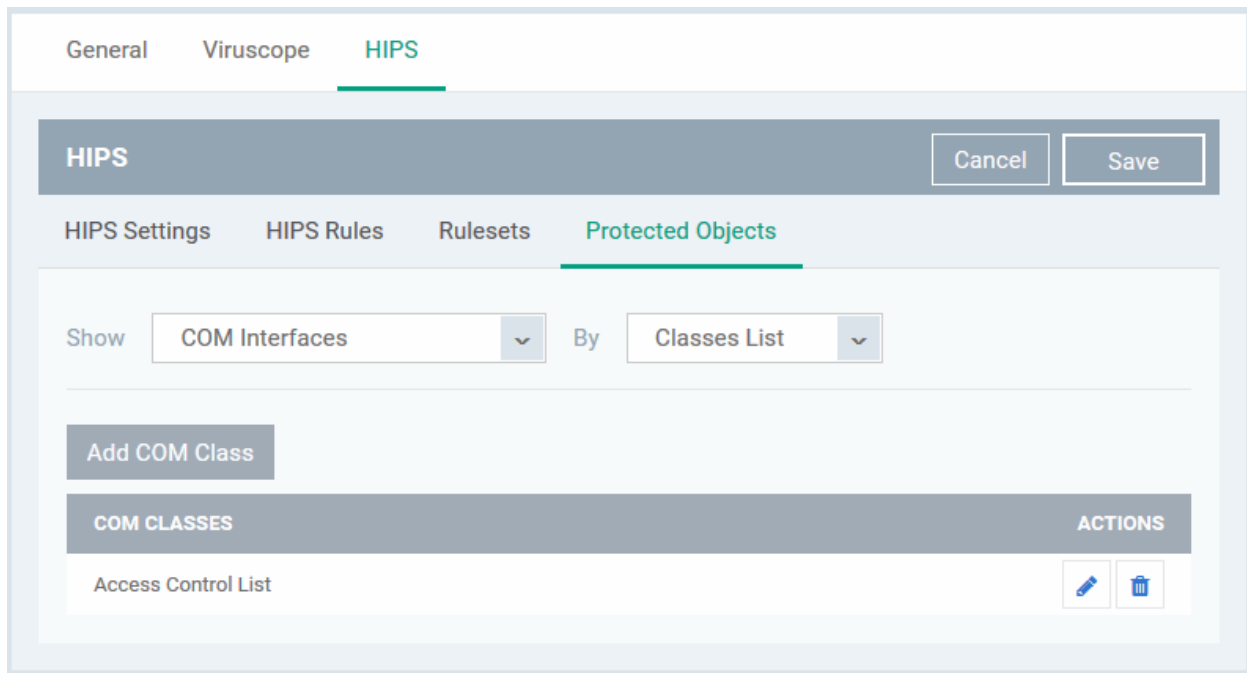 General Viruscope HIPS
HIPS Cancel Save
HIPS Settings HIPS Rules Rulesets Protected Objects
Show COM Interfaces By Classes List
Add COM Class
COM CLASSES ACTIONS
Access Control List